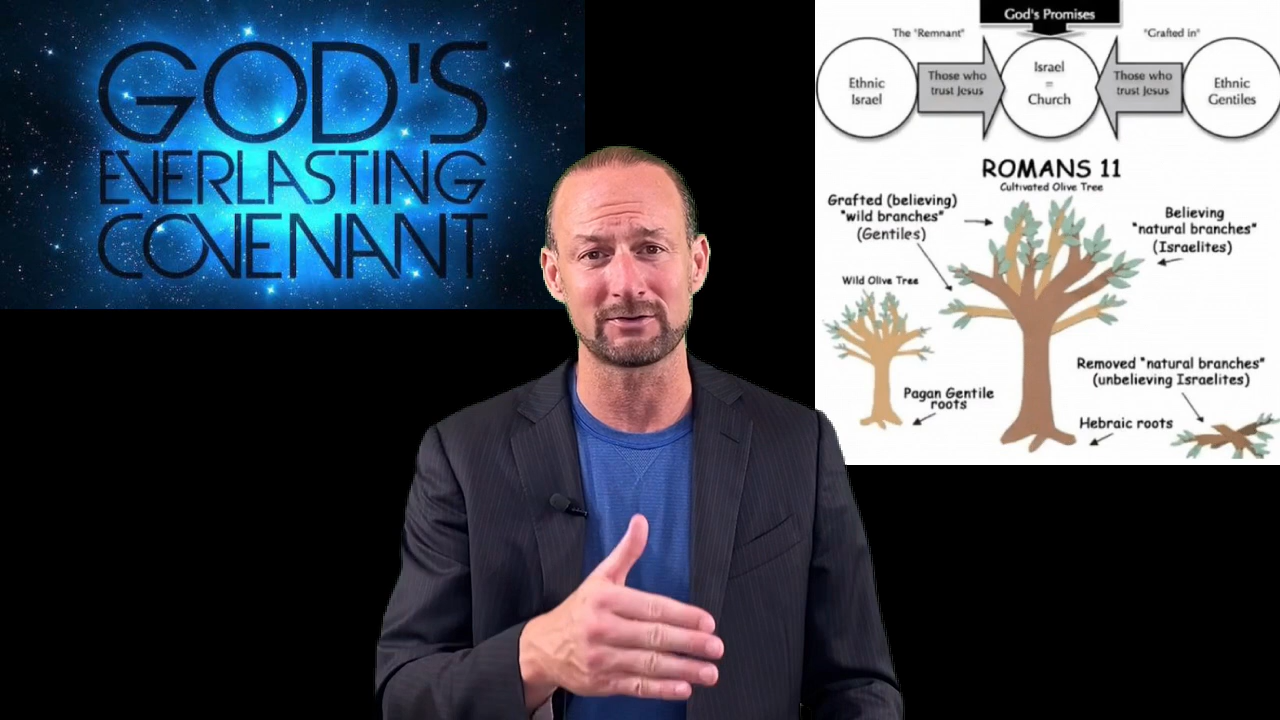 GOD'S
EVERLASTING
COVENANT
God's Promises
The "Remnant"
"Grafted in"
Ethnic
Israel
Those who
trust Jesus
Israel
=
Church
Those who
trust Jesus
Ethnic
Gentiles
ROMANS 11
Cultivated Olive Tree
Grafted (believing)
"wild branches"
(Gentiles)
Believing
"natural branches"
(Israelites)
Wild Olive Tree
Removed "natural branches"
(unbelieving Israelites)
Pagan Gentile
roots
Hebraic roots